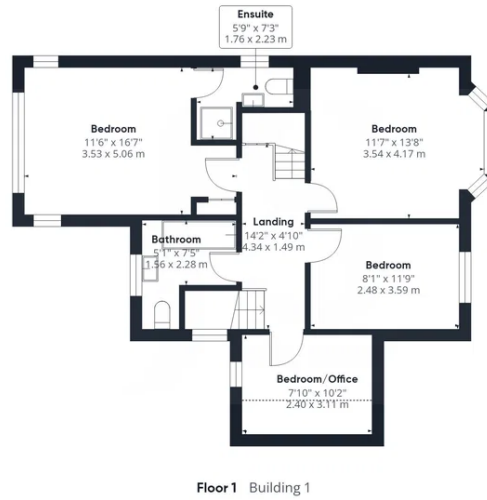 Ensuite
5'9" x 7'3"
1.76 x 2.23 m
Bedroom
11'6" x 16'7"
3.53 x 5.06 m
Bedroom
11'7" x 13'8"
3.54 x 4.17 m
Landing
14'2" x 4'10"
4.34 x 1.49 m
Bathroom
5'1" x 7'5"
1.56 x 2.28 m
Bedroom
8'1" x 11'9"
2.48 x 3.59 m
Bedroom/Office
7'10" x 10'2"
2.40 x 3.11 m
Floor 1 Building 1